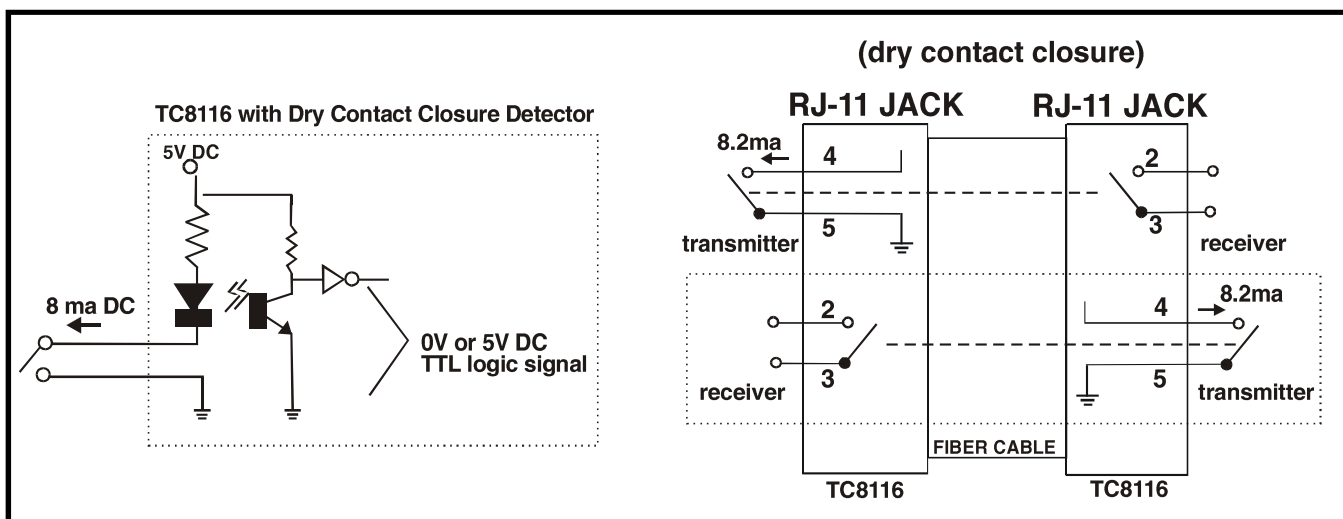 TC8116 with Dry Contact Closure Detector
5V DC
8 ma DC
0V or 5V DC
TTL logic signal
(dry contact closure)
RJ-11 JACK
RJ-11 JACK
8.2ma
4
5
transmitter
2
3
receiver
2
3
receiver
4
8.2ma
5
transmitter
FIBER CABLE
TC8116
TC8116